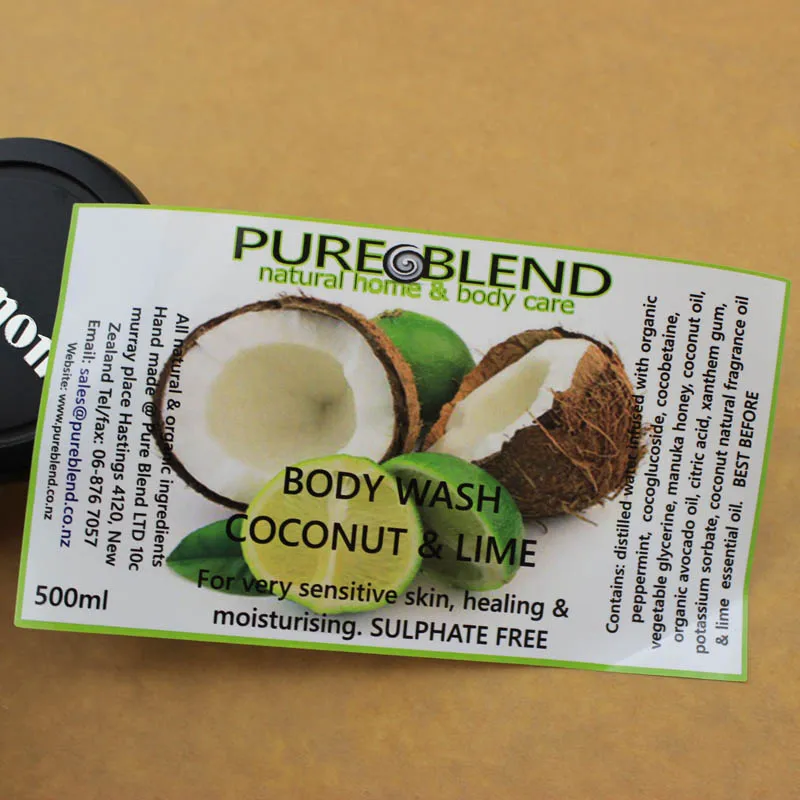 PURE BLEND
natural home & body care
All natural & organic ingredients
Hand made @ Pure Blend LTD 10c
murray place Hastings 4120, New
Zealand Tel/fax: 06-876 7057
Email: sales@pureblend.co.nz
Website: www.pureblend.co.nz
BODY WASH
COCONUT & LIME
For very sensitive skin, healing &
moisturising. SULPHATE FREE
500ml
Contains: distilled water infused with organic
peppermint, cocoglucoside, cocobetaine,
vegetable glycerine, manuka honey, coconut oil,
organic avocado oil, citric acid, xanthem gum,
potassium sorbate, coconut natural fragrance oil
& lime essential oil. BEST BEFORE